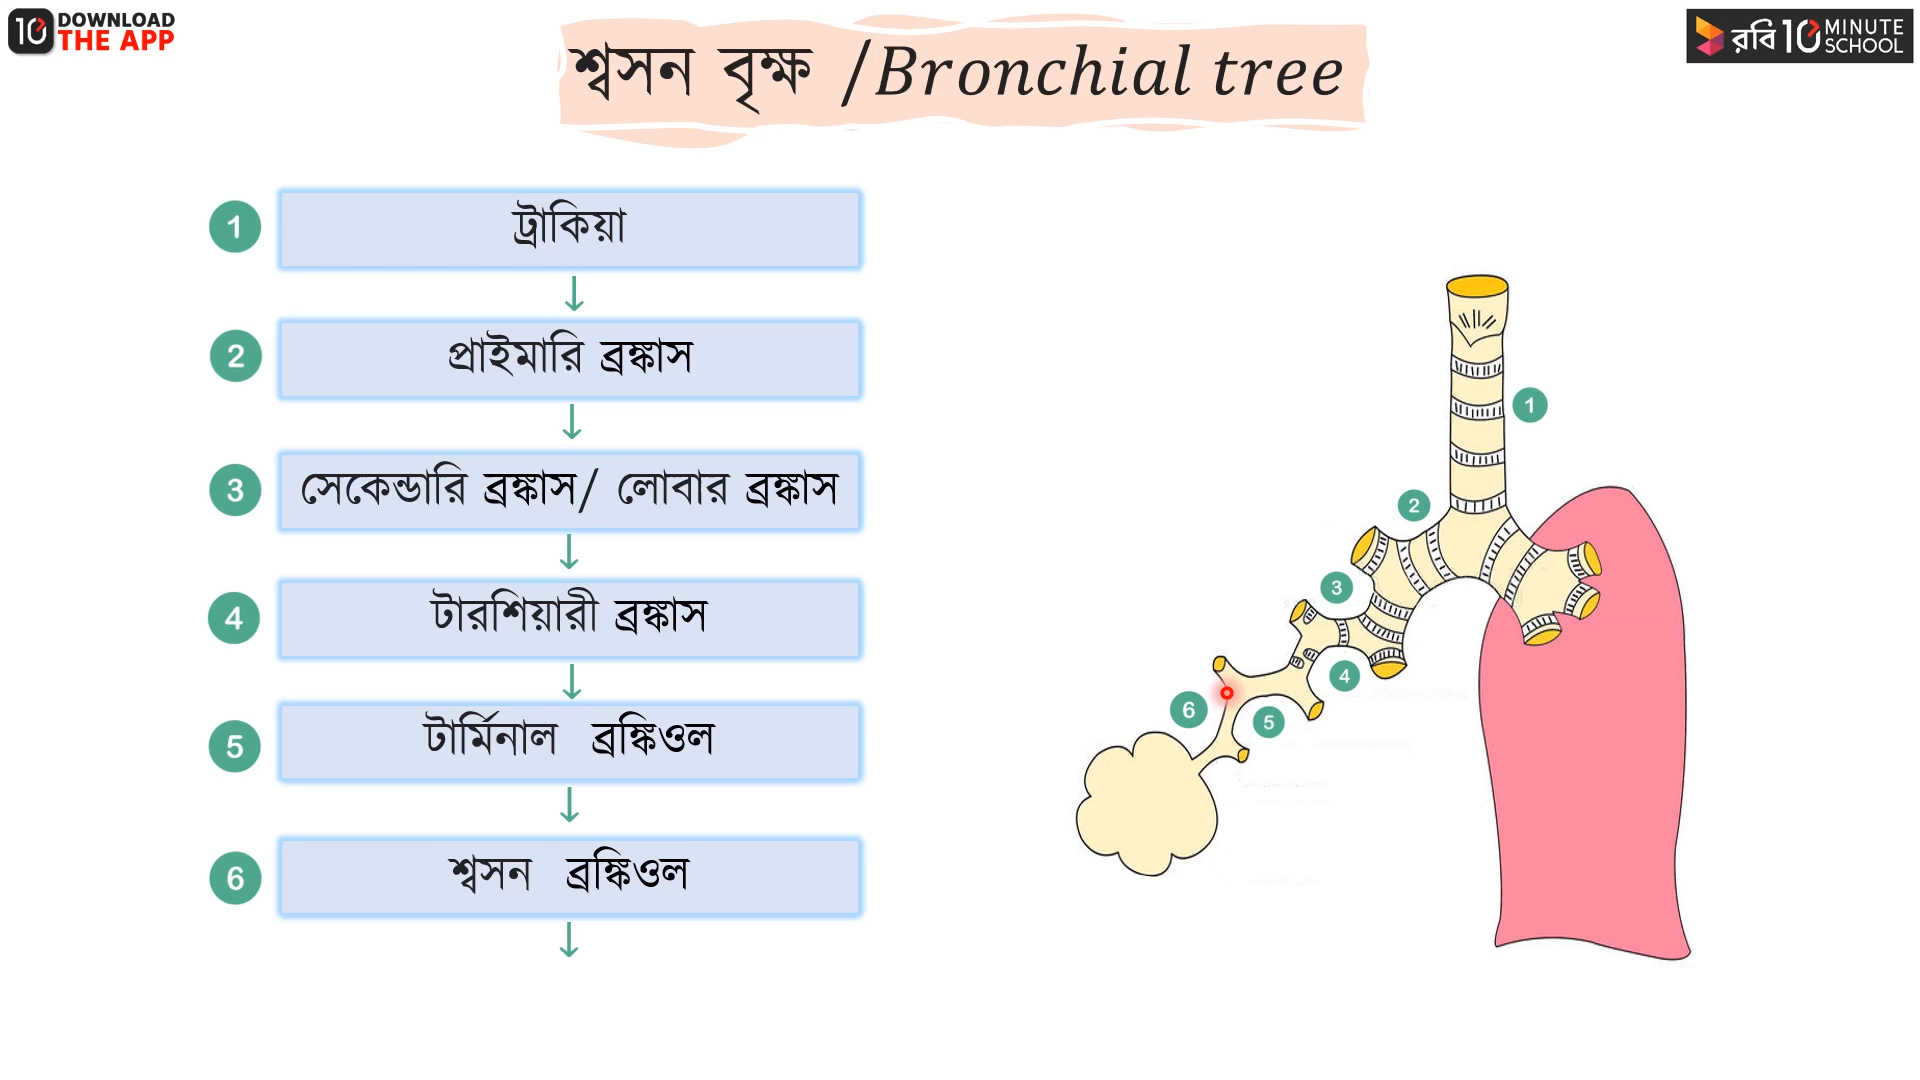 10 DOWNLOAD
THE APP
শ্বসন বৃক্ষ /Bronchial tree
রবি 10 MINUTE
SCHOOL
1 ট্রাকিয়া
↓
2 প্রাইমারি ব্রঙ্কাস
↓
3 সেকেন্ডারি ব্রঙ্কাস/ লোবার ব্রঙ্কাস
↓
4 টারশিয়ারী ব্রঙ্কাস
↓
5 টার্মিনাল ব্রঙ্কিওল
↓
6 শ্বসন ব্রঙ্কিওল
↓
1
2
3
4
6
5